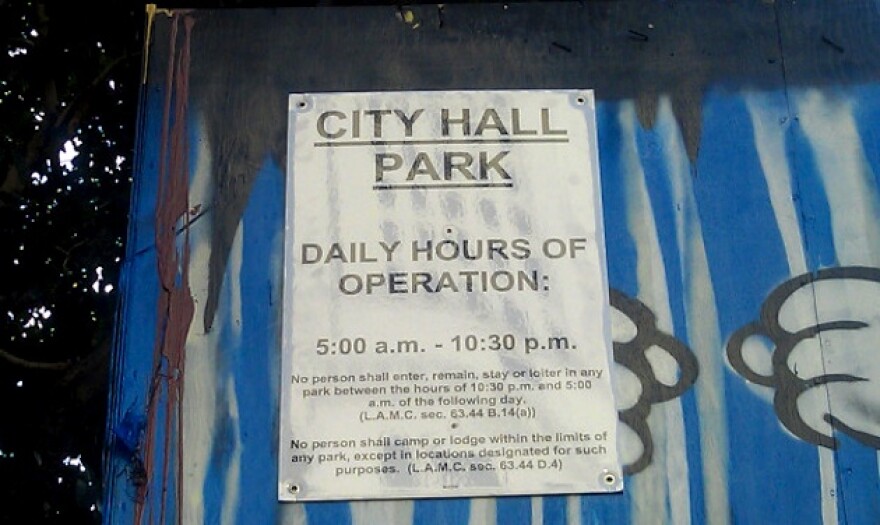 CITY HALL
PARK
DAILY HOURS OF
OPERATION:
5:00 a.m. - 10:30 p.m.
No person shall enter, remain, stay or loiter in any
park between the hours of 10:30 p.m. and 5:00
a.m. of the following day.
(L.A.M.C. sec. 63.44 B.14(a))
No person shall camp or lodge within the limits of
any park, except in locations designated for such
purposes. (L.A.M.C. sec. 63.44 D.4)